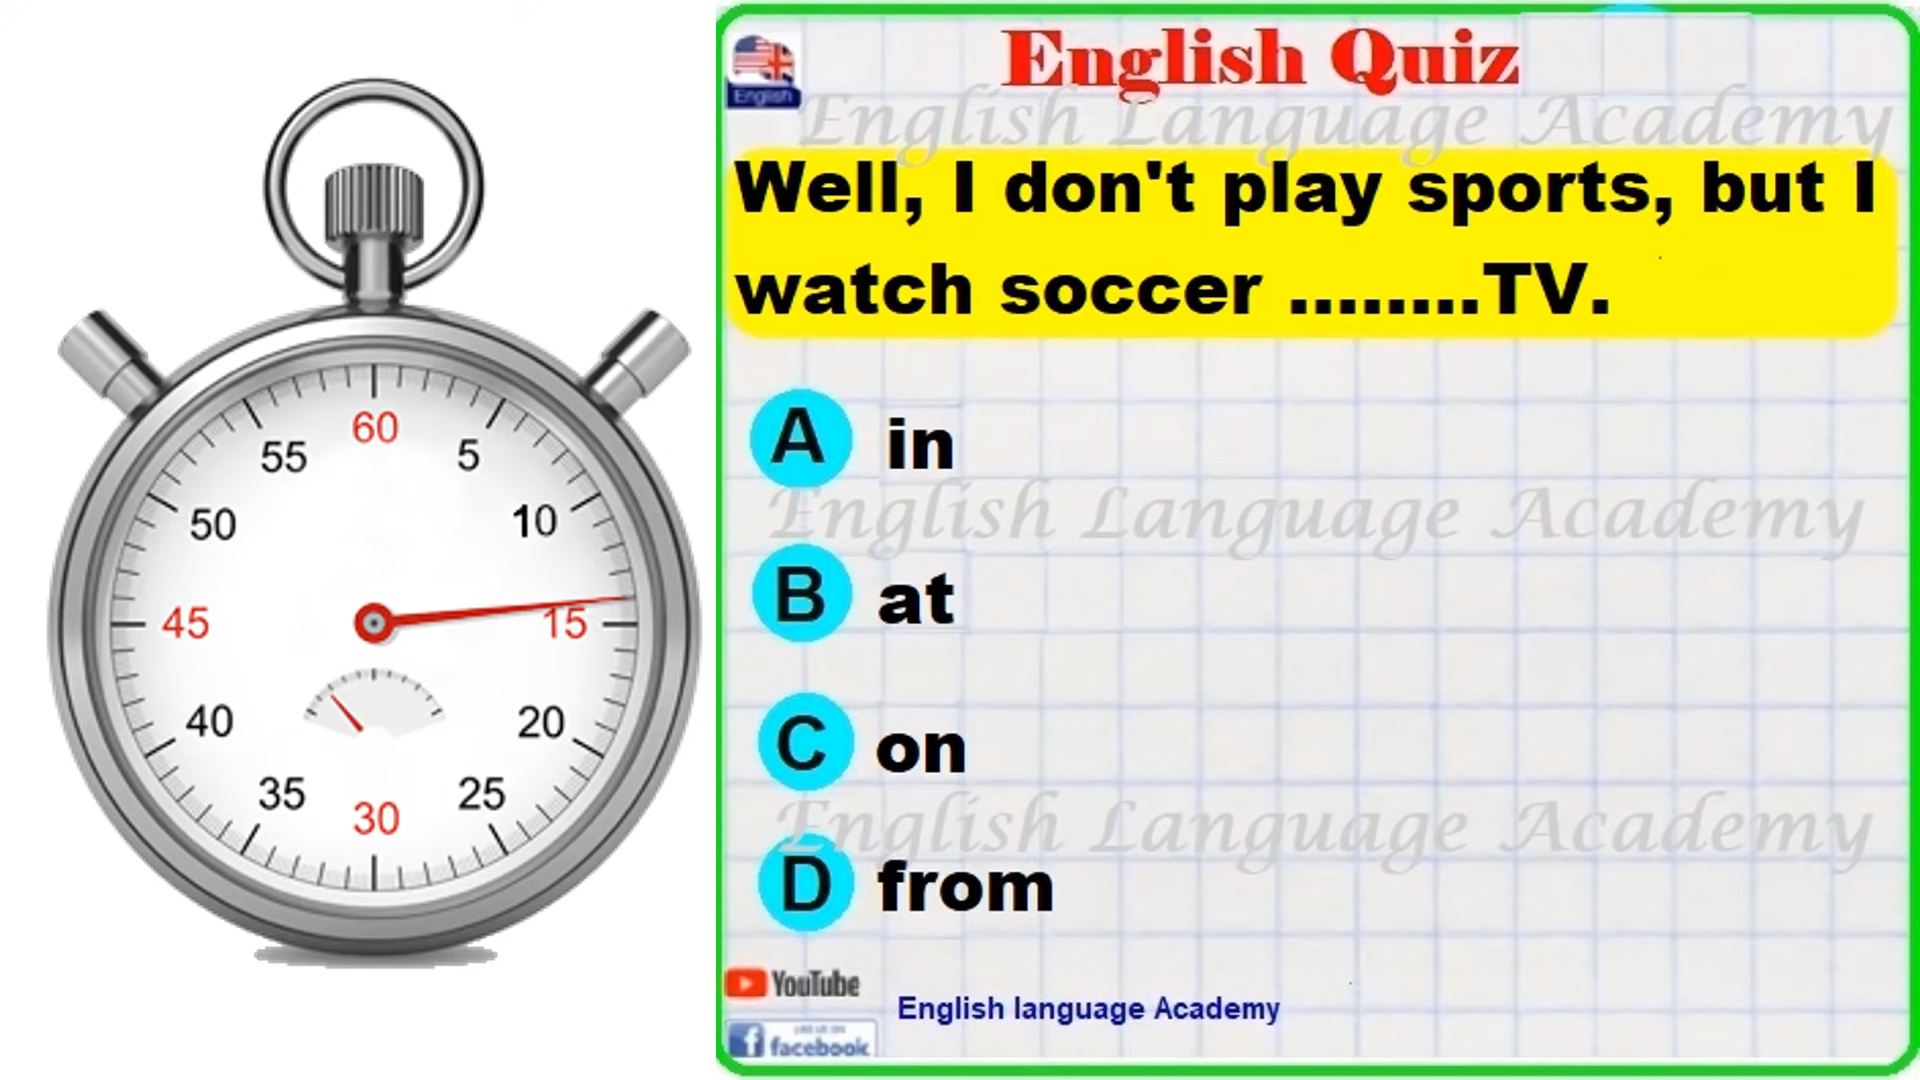 60
55
5
50
10
45
15
40
20
35
25
30
English
English Quiz
English Language Academy
Well, I don't play sports, but I
watch soccer ........TV.
A in
English Language Academy
B at
C on
English Language Academy
D from
YouTube
English language Academy
facebook